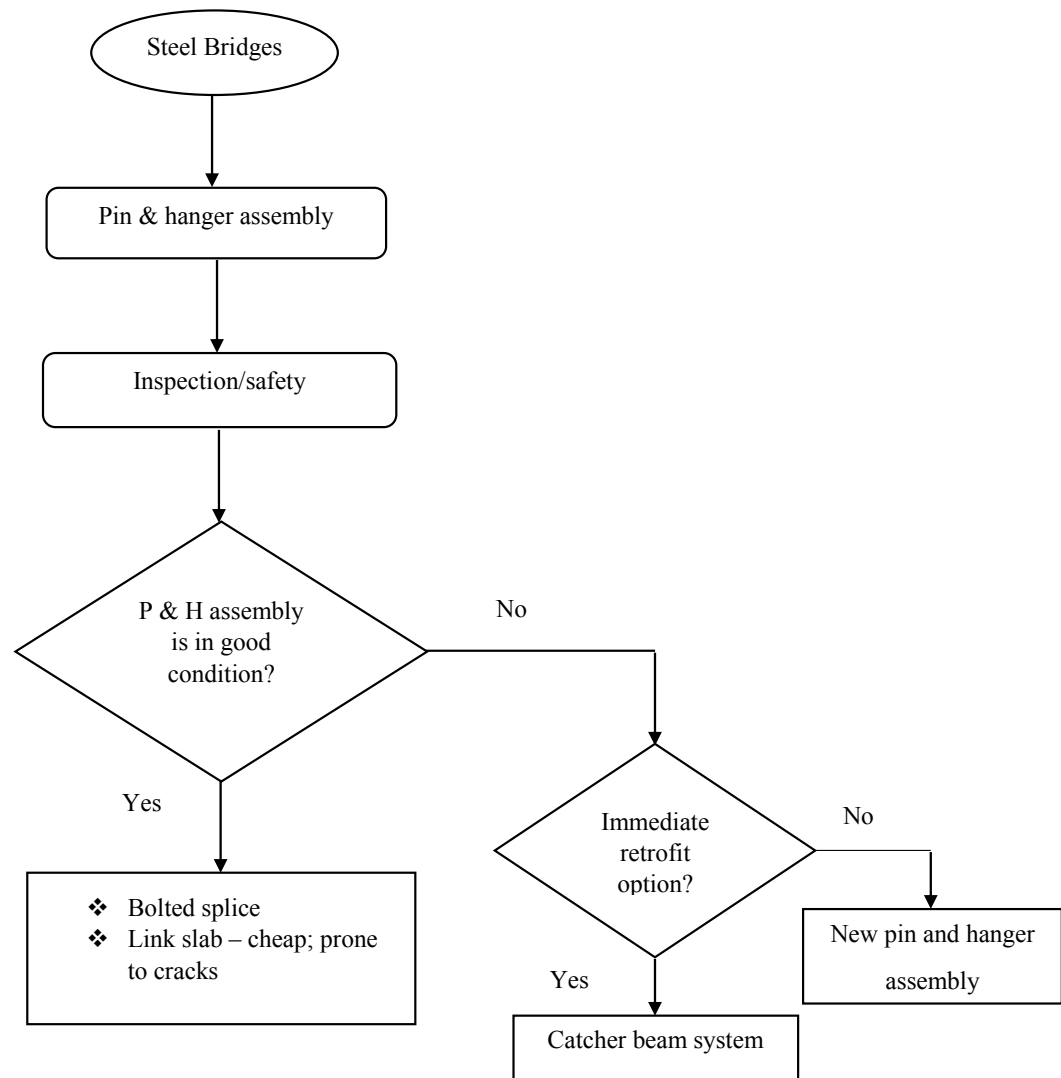 Steel Bridges
Pin & hanger assembly
Inspection/safety
P & H assembly
is in good
condition?
No
Yes
Immediate
retrofit
option?
No
❖ Bolted splice
❖ Link slab – cheap; prone
to cracks
New pin and hanger
assembly
Yes
Catcher beam system